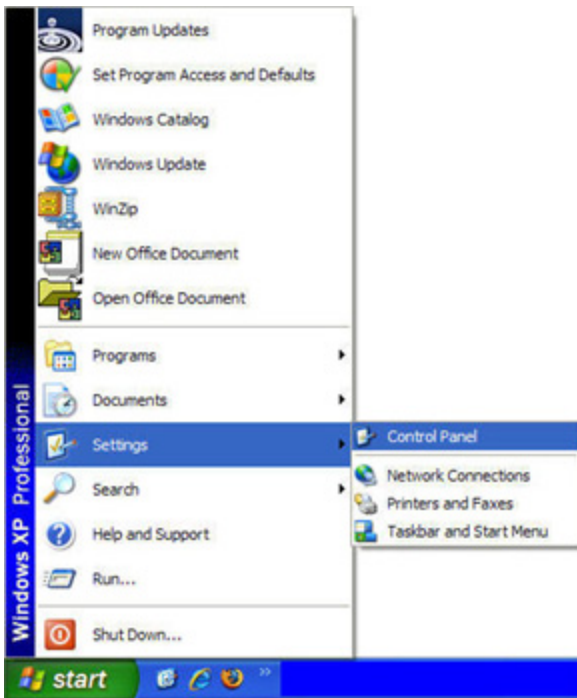 Program Updates
Set Program Access and Defaults
Windows Catalog
Windows Update
WinZip
New Office Document
Open Office Document
Programs
Documents
Settings
Control Panel
Network Connections
Printers and Faxes
Taskbar and Start Menu
Search
Help and Support
Run...
Shut Down...
Windows XP Professional
start